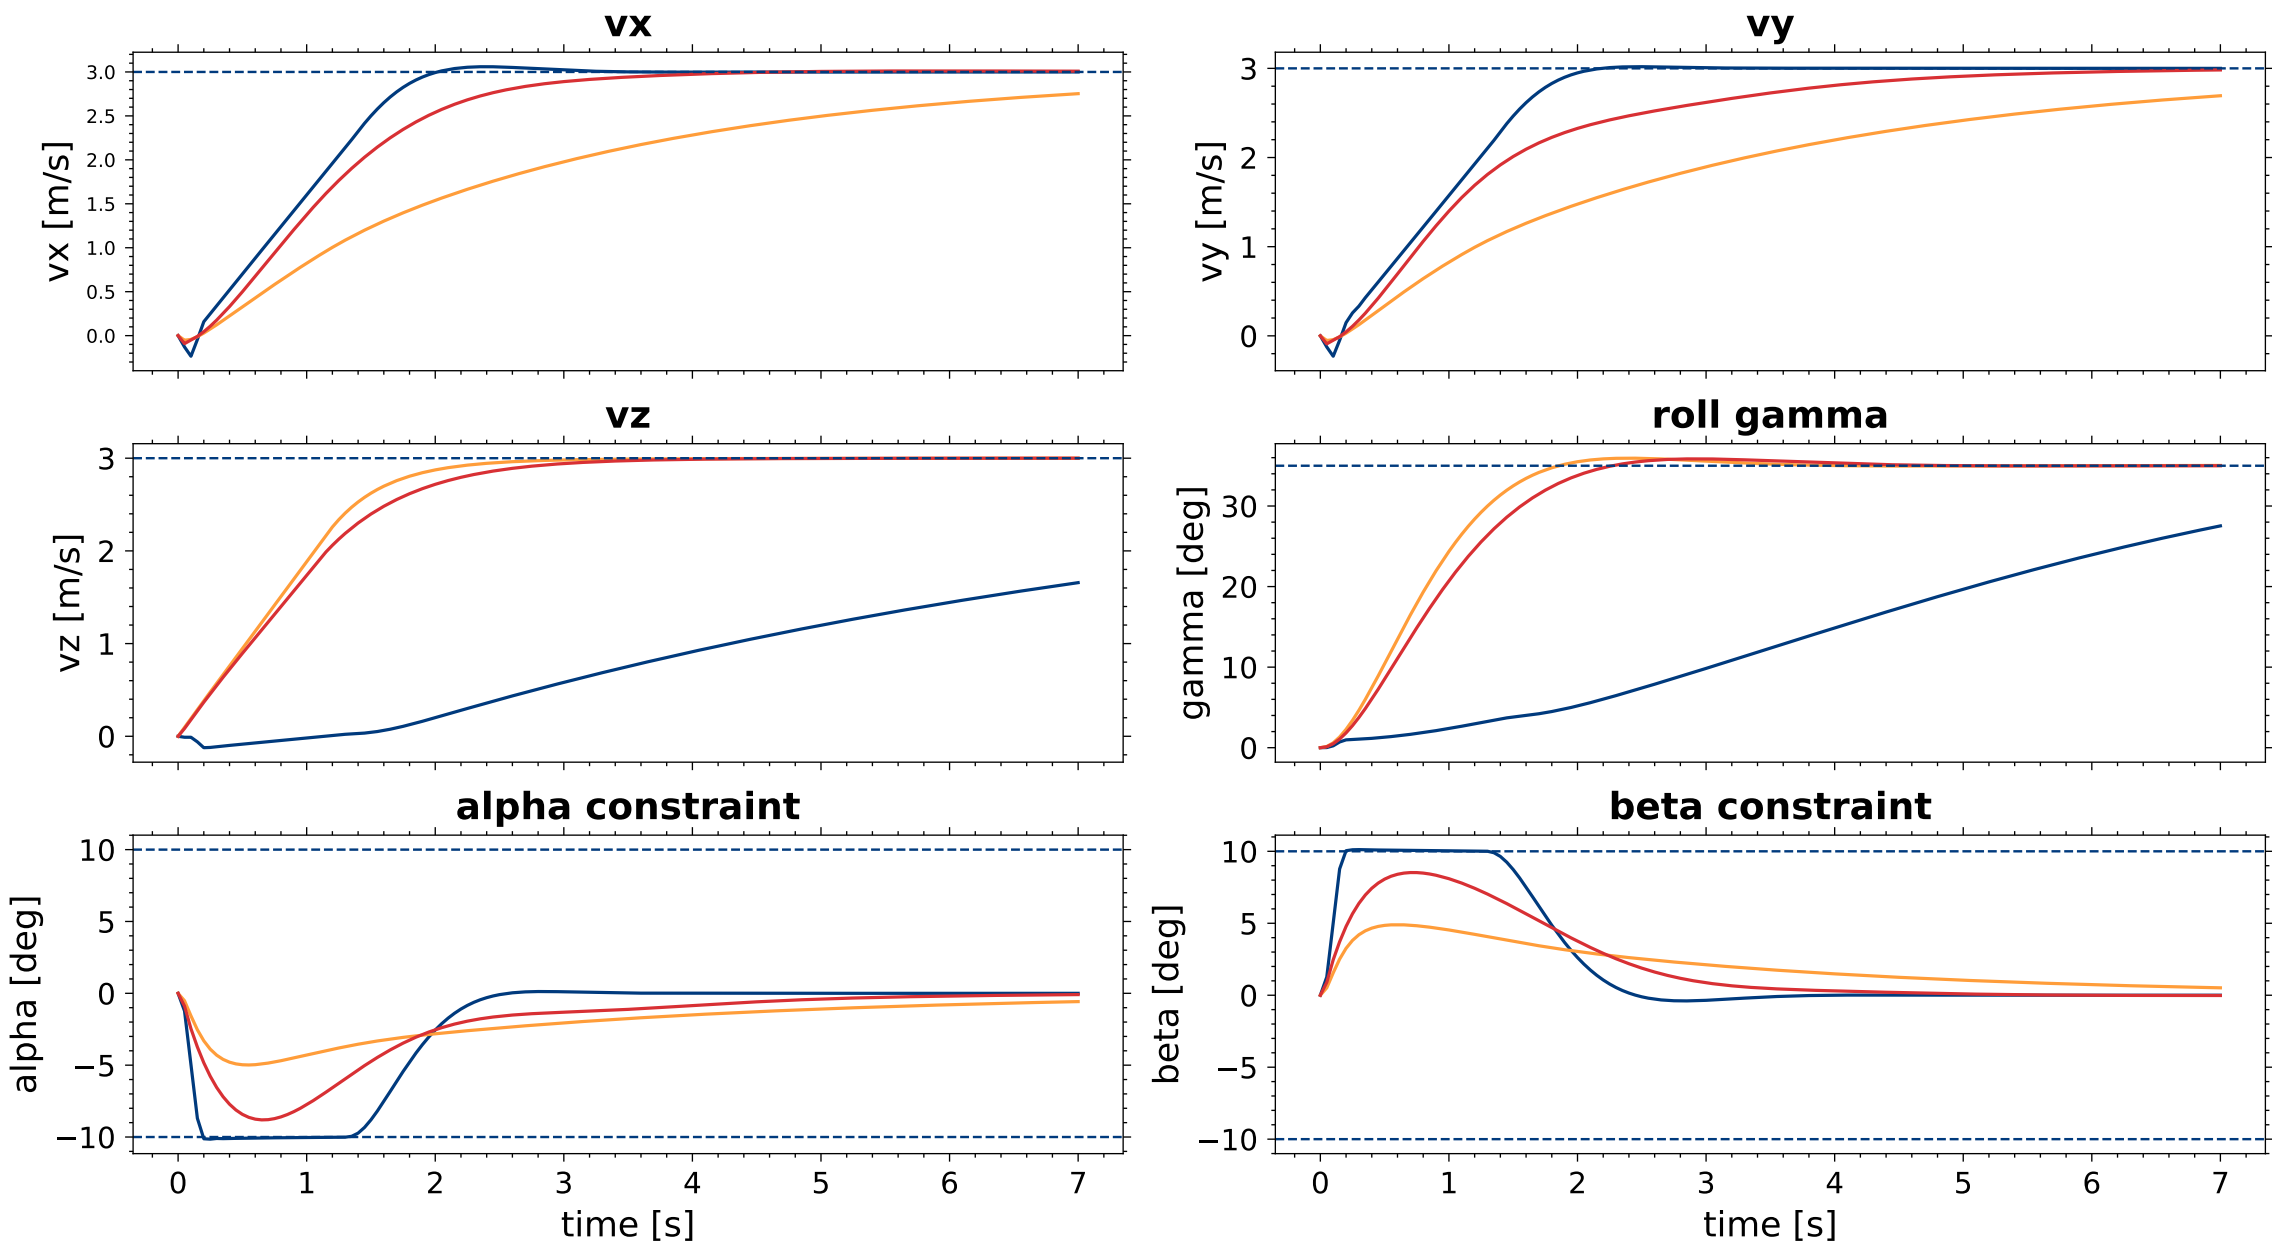 vx
vx [m/s]
3.0
2.5
2.0
1.5
1.0
0.5
0.0
vy
vy [m/s]
3
2
1
0
vz
vz [m/s]
3
2
1
0
roll gamma
gamma [deg]
30
20
10
0
alpha constraint
alpha [deg]
10
5
0
−5
−10
0 1 2 3 4 5 6 7
time [s]
beta constraint
beta [deg]
10
5
0
−5
−10
0 1 2 3 4 5 6 7
time [s]